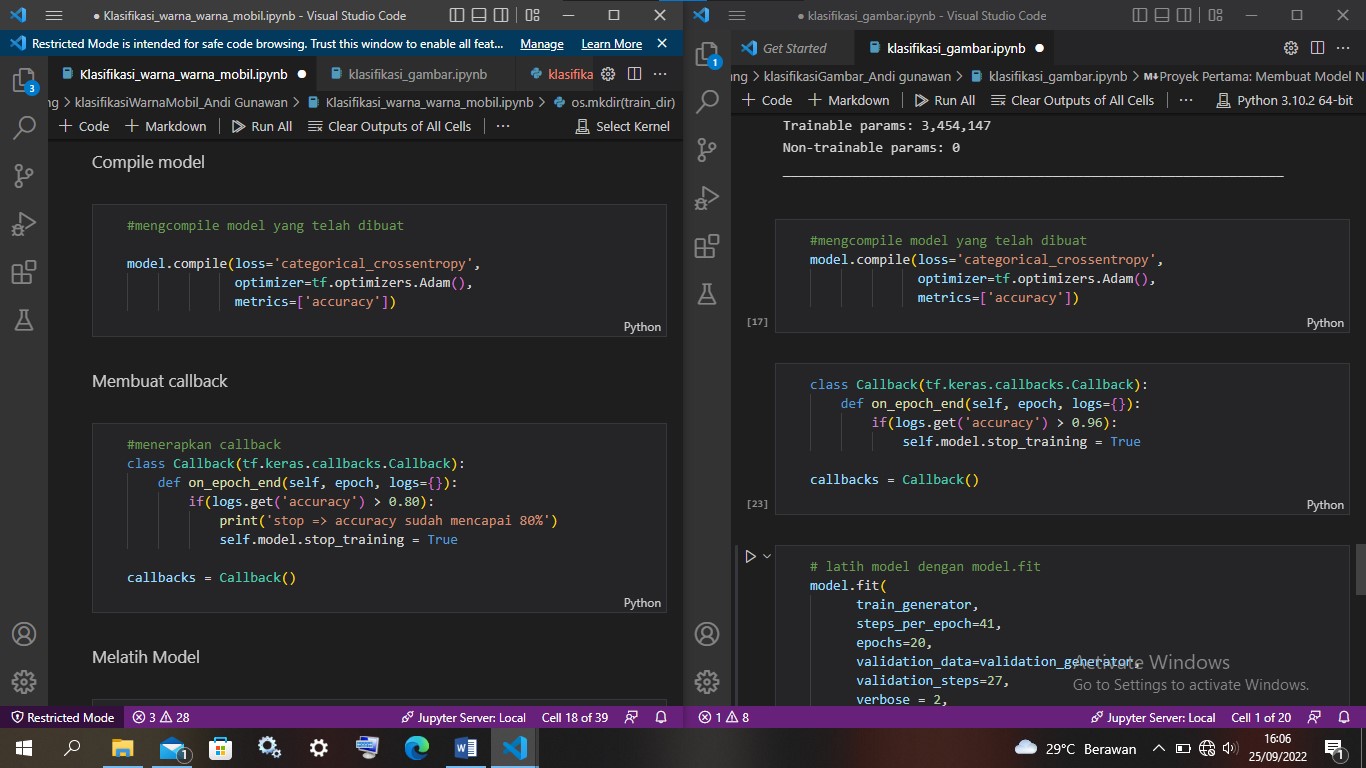 ● Klasifikasi_warna_warna_mobil.ipynb - Visual Studio Code
Restricted Mode is intended for safe code browsing. Trust this window to enable all feat... Manage Learn More
Klasifikasi_warna_warna_mobil.ipynb ● klasifikasi_gambar.ipynb klasifika ···
ng > klasifikasiWarnaMobil_Andi Gunawan > Klasifikasi_warna_warna_mobil.ipynb > os.mkdir(train_dir)
+ Code + Markdown Run All Clear Outputs of All Cells ··· Select Kernel
3
Compile model
#mengcompile model yang telah dibuat
model.compile(loss='categorical_crossentropy',
optimizer=tf.optimizers.Adam(),
metrics=['accuracy'])
Python
Membuat callback
#menerapkan callback
class Callback(tf.keras.callbacks.Callback):
def on_epoch_end(self, epoch, logs={}):
if(logs.get('accuracy') > 0.80):
print('stop => accuracy sudah mencapai 80%')
self.model.stop_training = True
callbacks = Callback()
Python
Melatih Model
Restricted Mode 3 28 Jupyter Server: Local Cell 18 of 39
● klasifikasi_gambar.ipynb - Visual Studio Code
Get Started klasifikasi_gambar.ipynb ● ···
ng > klasifikasiGambar_Andi gunawan > klasifikasi_gambar.ipynb > M↓Proyek Pertama: Membuat Model N
+ Code + Markdown Run All Clear Outputs of All Cells ··· Python 3.10.2 64-bit
1
Trainable params: 3,454,147
Non-trainable params: 0
_________________________________________________________________
#mengcompile model yang telah dibuat
model.compile(loss='categorical_crossentropy',
optimizer=tf.optimizers.Adam(),
metrics=['accuracy'])
[17]
Python
class Callback(tf.keras.callbacks.Callback):
def on_epoch_end(self, epoch, logs={}):
if(logs.get('accuracy') > 0.96):
self.model.stop_training = True
callbacks = Callback()
[23]
Python
# latih model dengan model.fit
model.fit(
train_generator,
steps_per_epoch=41,
epochs=20,
validation_data=validation_generator,
validation_steps=27,
verbose = 2,
Activate Windows
Go to Settings to activate Windows.
1 8 Jupyter Server: Local Cell 1 of 20
1
29°C Berawan
16:06
25/09/2022
1